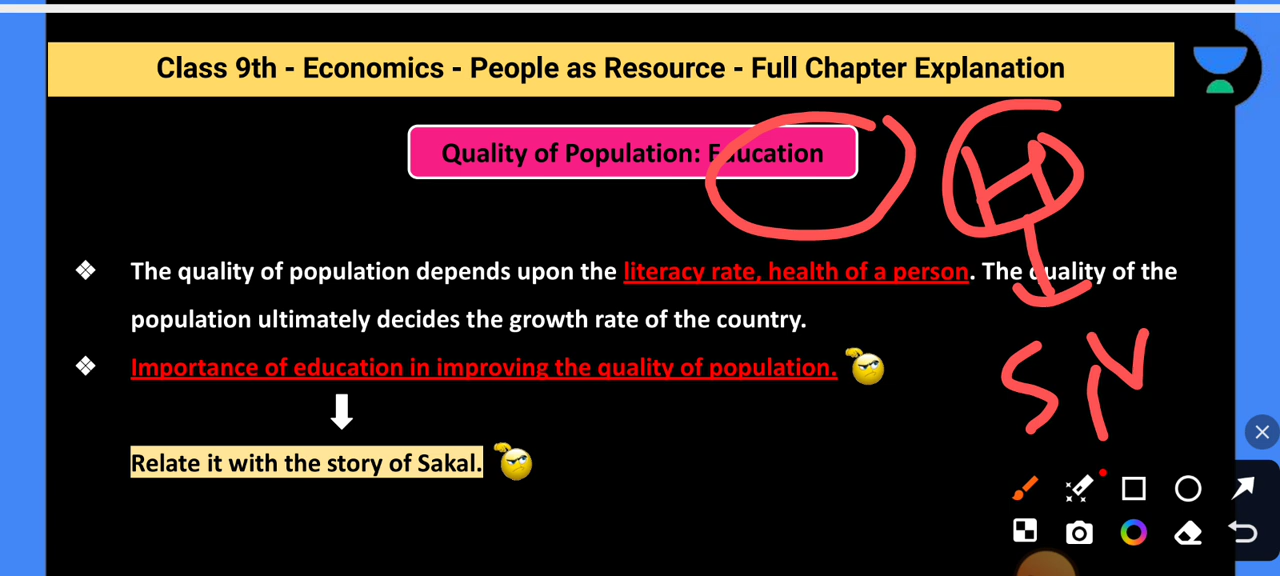 Class 9th - Economics - People as Resource - Full Chapter Explanation
Quality of Population: Education
H
❖ The quality of population depends upon the literacy rate, health of a person. The quality of the
population ultimately decides the growth rate of the country.
❖ Importance of education in improving the quality of population.
S N
Relate it with the story of Sakal.